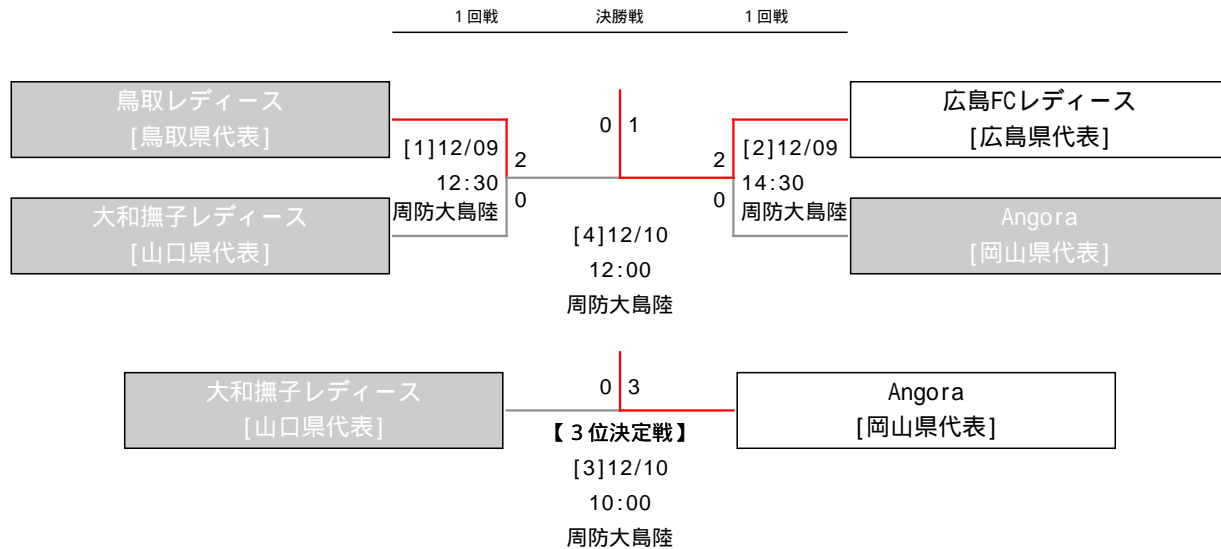 1回戦 決勝戦 1回戦
鳥取レディース
[鳥取県代表]
広島FCレディース
[広島県代表]
0 1
[1]12/09
12:30
周防大島陸
2
0
2
0
[2]12/09
14:30
周防大島陸
大和撫子レディース
[山口県代表]
Angora
[岡山県代表]
[4]12/10
12:00
周防大島陸
大和撫子レディース
[山口県代表]
0 3
Angora
[岡山県代表]
【３位決定戦】
[3]12/10
10:00
周防大島陸